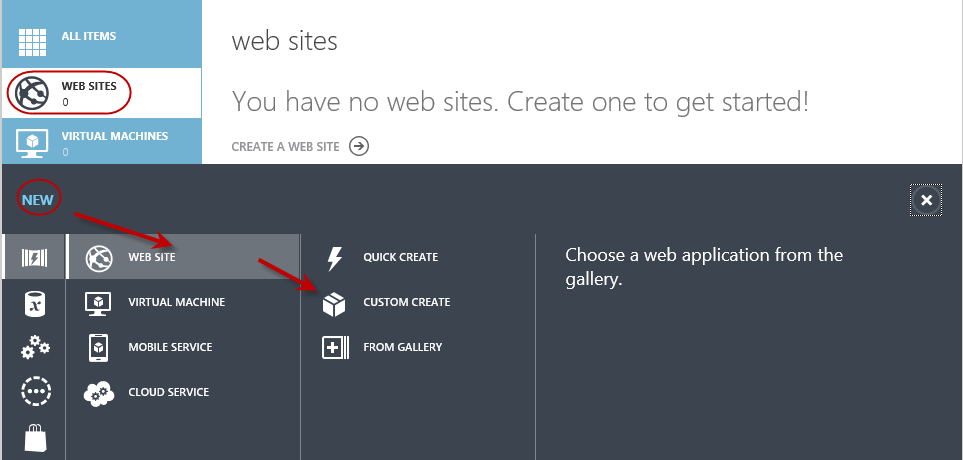 ALL ITEMS
WEB SITES
0
VIRTUAL MACHINES
0
web sites
You have no web sites. Create one to get started!
CREATE A WEB SITE
NEW
WEB SITE
VIRTUAL MACHINE
MOBILE SERVICE
CLOUD SERVICE
QUICK CREATE
CUSTOM CREATE
FROM GALLERY
Choose a web application from the
gallery.